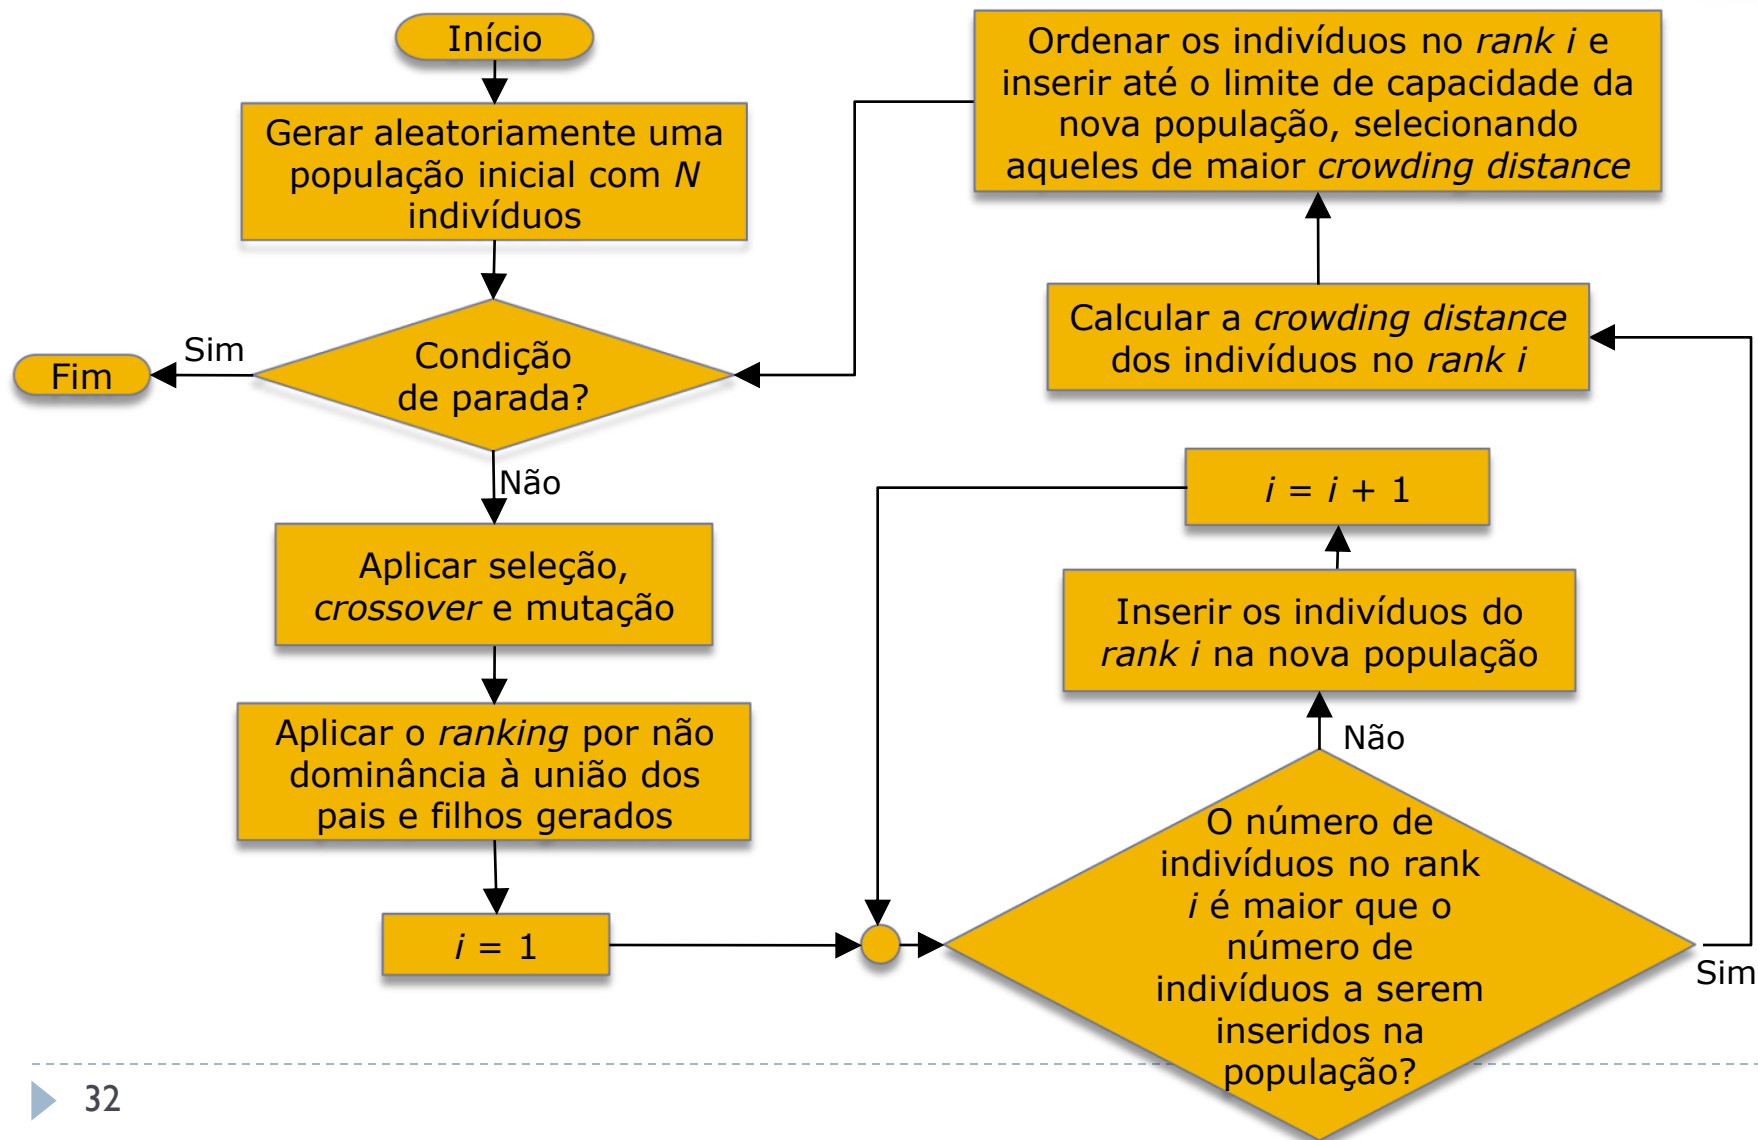 Início
Gerar aleatoriamente uma
população inicial com N
indivíduos
Condição
de parada?
Sim
Fim
Não
Aplicar seleção,
crossover e mutação
Aplicar o ranking por não
dominância à união dos
pais e filhos gerados
i = 1
O número de
indivíduos no rank
i é maior que o
número de
indivíduos a serem
inseridos na
população?
Não
Inserir os indivíduos do
rank i na nova população
i = i + 1
Sim
Calcular a crowding distance
dos indivíduos no rank i
Ordenar os indivíduos no rank i e
inserir até o limite de capacidade da
nova população, selecionando
aqueles de maior crowding distance
32